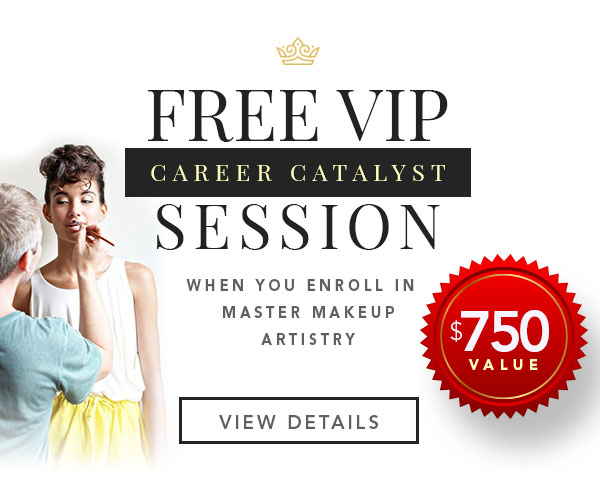 FREE VIP
CAREER CATALYST
SESSION
WHEN YOU ENROLL IN
MASTER MAKEUP
ARTISTRY
$750
VALUE
VIEW DETAILS